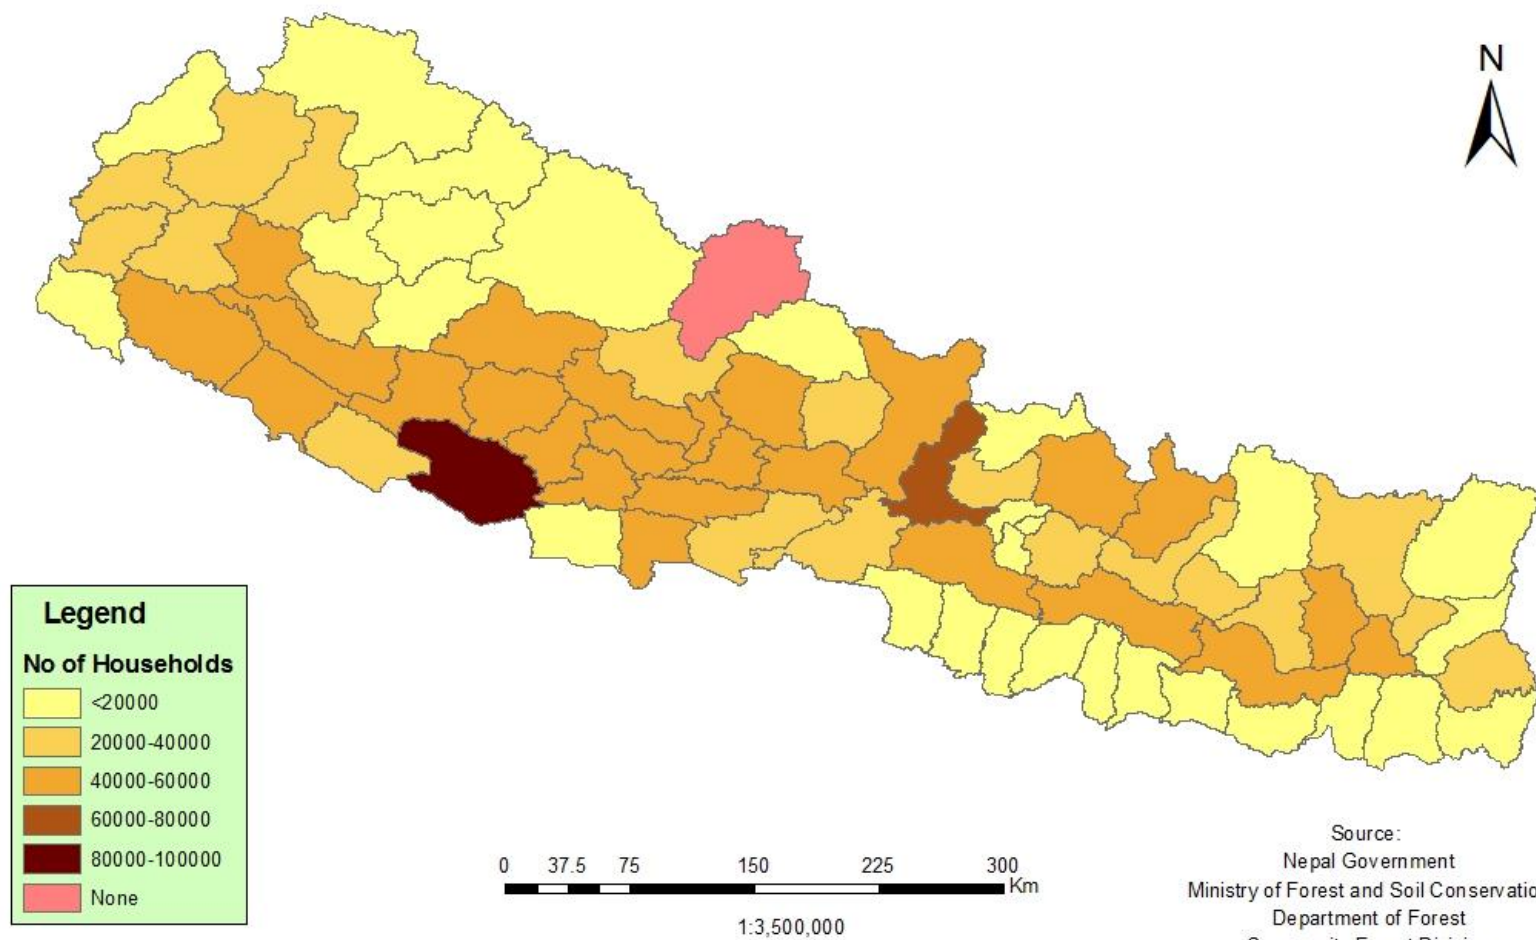 N
Legend
No of Households
<20000
20000-40000
40000-60000
60000-80000
80000-100000
None
0 37.5 75 150 225 300
Km
1:3,500,000
Source:
Nepal Government
Ministry of Forest and Soil Conservatio
Department of Forest